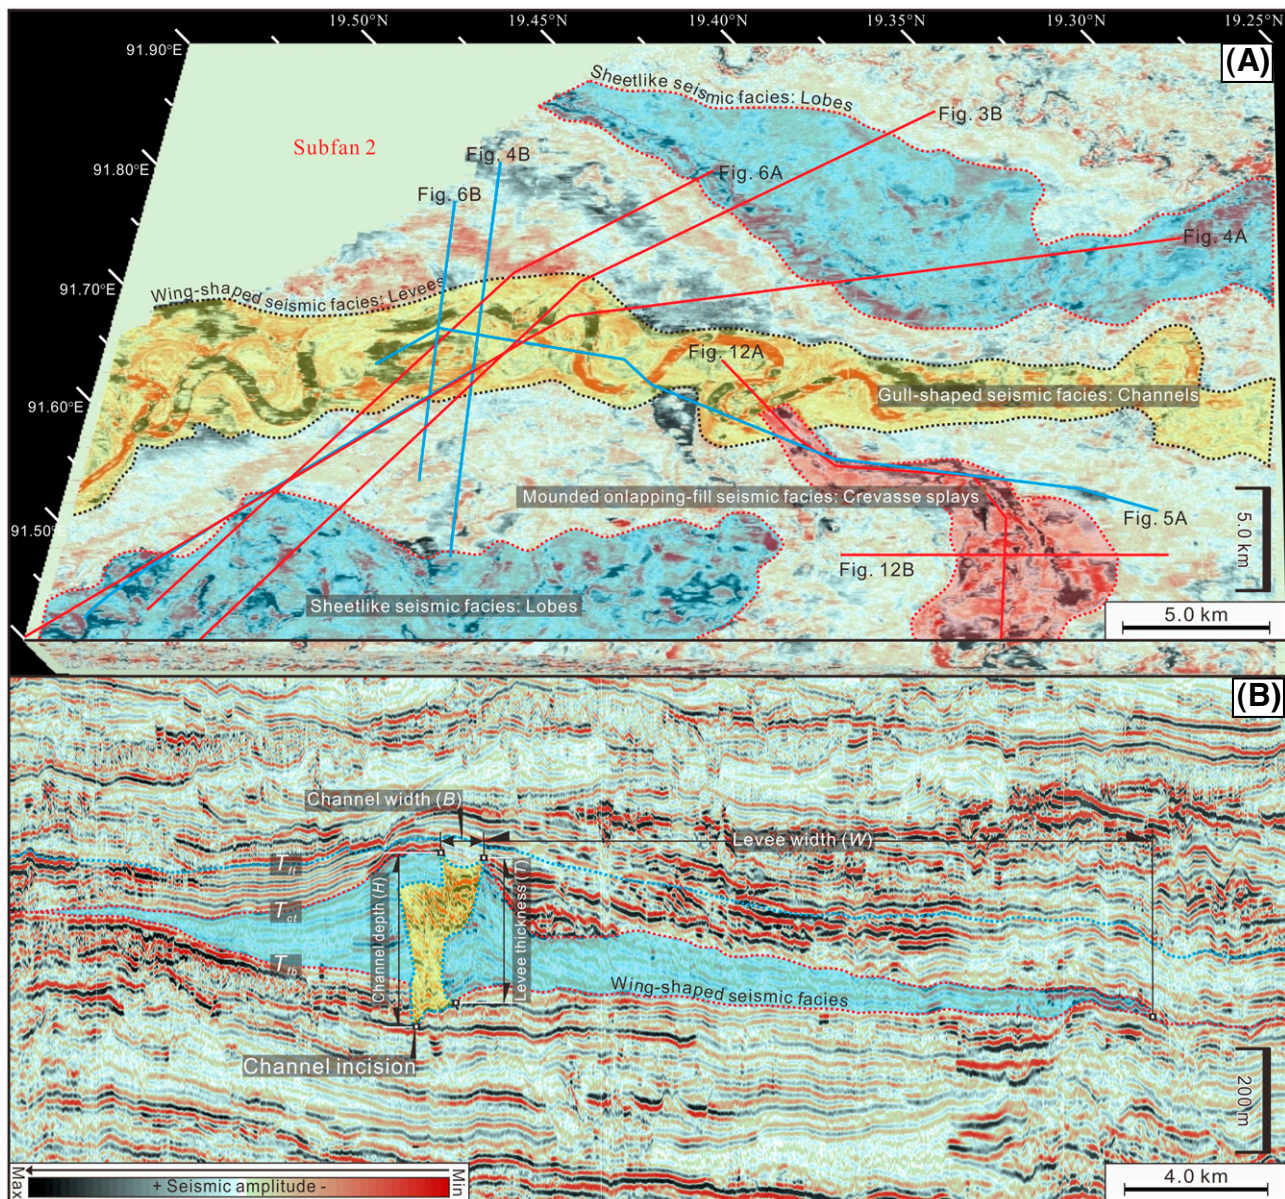 19.50°N 19.45°N 19.40°N 19.35°N 19.30°N 19.25°N
91.90°E
(A)
Sheetlike seismic facies: Lobes
Fig. 3B
Subfan 2
Fig. 4B
91.80°E
Fig. 6A
Fig. 6B
Fig. 4A
91.70°E
Wing-shaped seismic facies: Levees
Fig. 12A
Gull-shaped seismic facies: Channels
91.60°E
Mounded onlapping-fill seismic facies: Crevasse splays
Fig. 5A
91.50°E
5.0 km
Fig. 12B
Sheetlike seismic facies: Lobes
5.0 km
(B)
Channel width (B)
Levee width (W)
Tft
Tct
Tfb
Channel depth (H)
Levee thickness (T)
Wing-shaped seismic facies
Channel incision
200 m
Max
+ Seismic amplitude -
Min
4.0 km